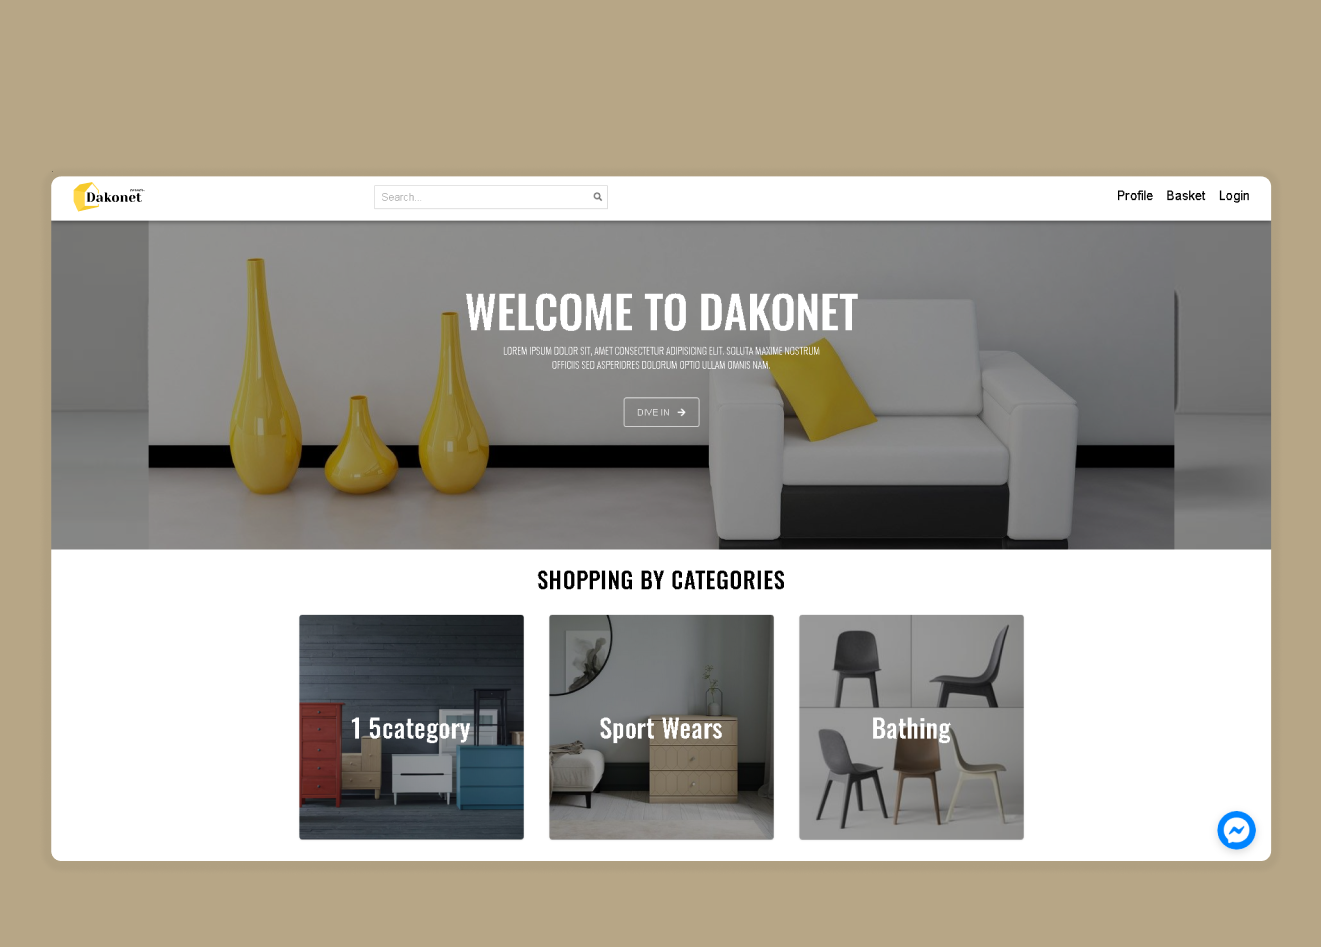 Dakonet
Search...
Profile Basket Login
WELCOME TO DAKONET
LOREM IPSUM DOLOR SIT, AMET CONSECTETUR ADIPISICING ELIT. SOLUTA MAXIME NOSTRUM
OFFICIIS SED ASPERIORES DOLORUM OPTIO ULLAM OMNIS NAM.
DIVE IN
SHOPPING BY CATEGORIES
1 5category
Sport Wears
Bathing